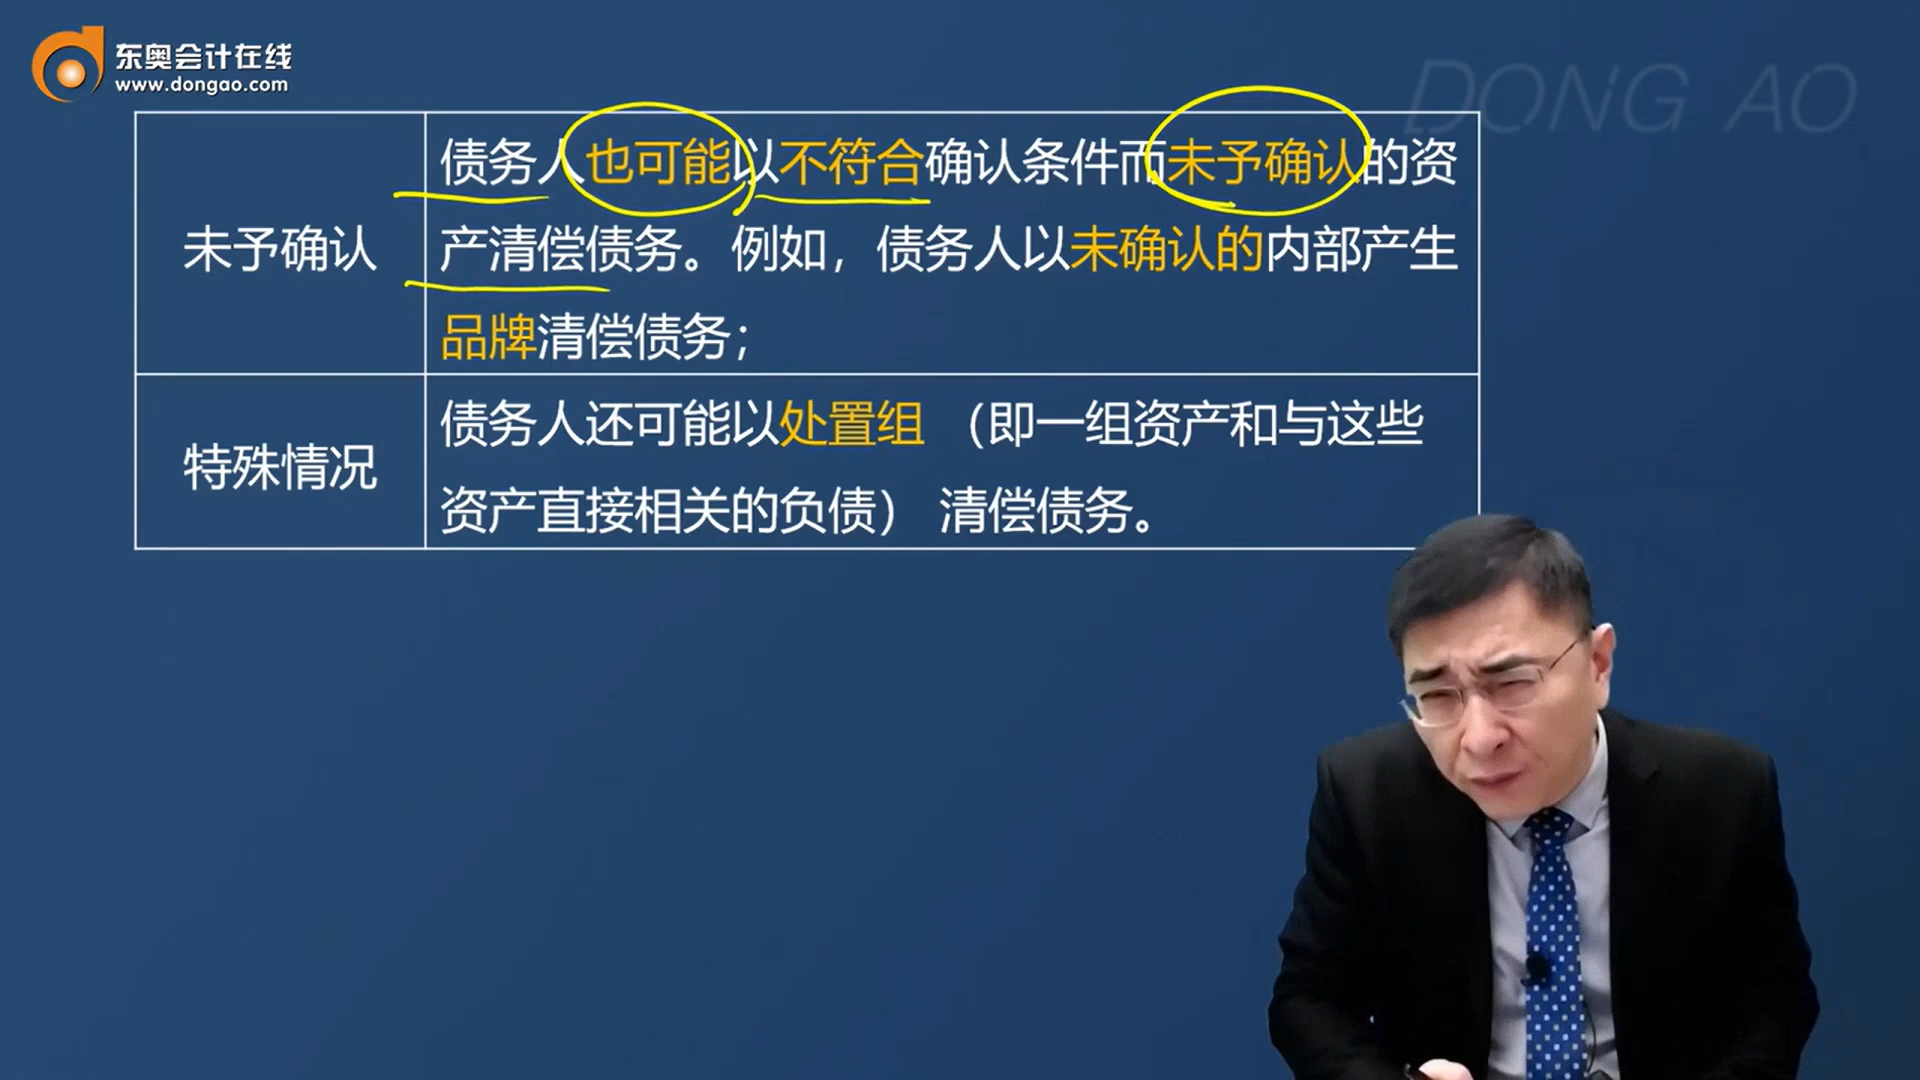 东奥会计在线
www.dongao.com
DONG AO
未予确认
债务人也可能以不符合确认条件而未予确认的资
产清偿债务。例如，债务人以未确认的内部产生
品牌清偿债务；
特殊情况
债务人还可能以处置组（即一组资产和与这些
资产直接相关的负债）清偿债务。